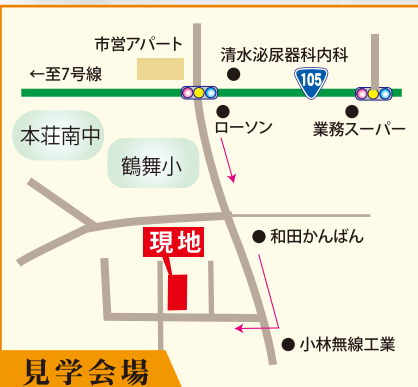 市営アパート
清水泌尿器科内科
←至7号線
105
ローソン
業務スーパー
本荘南中
鶴舞小
現地
和田かんばん
小林無線工業
見学会場